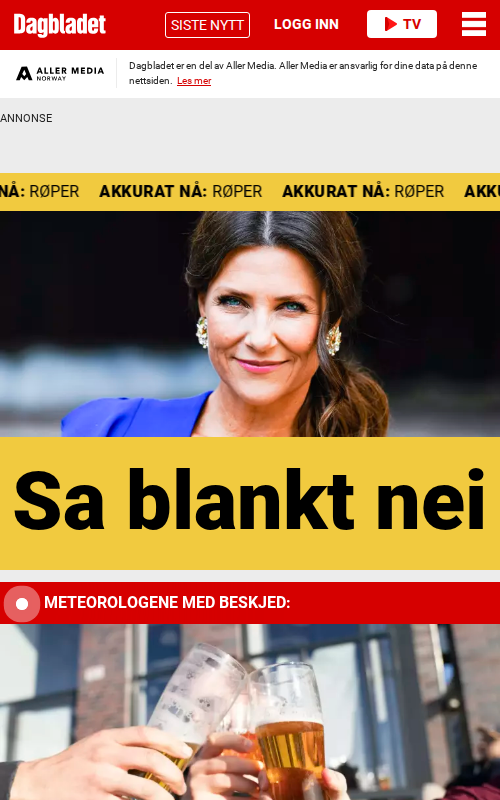 Dagbladet
SISTE NYTT
LOGG INN
TV
ALLER MEDIA
NORWAY
Dagbladet er en del av Aller Media. Aller Media er ansvarlig for dine data på denne
nettsiden. Les mer
ANNONSE
NÅ: RØPER AKKURAT NÅ: RØPER AKKURAT NÅ: RØPER AKKU
Sa blankt nei
METEOROLOGENE MED BESKJED: